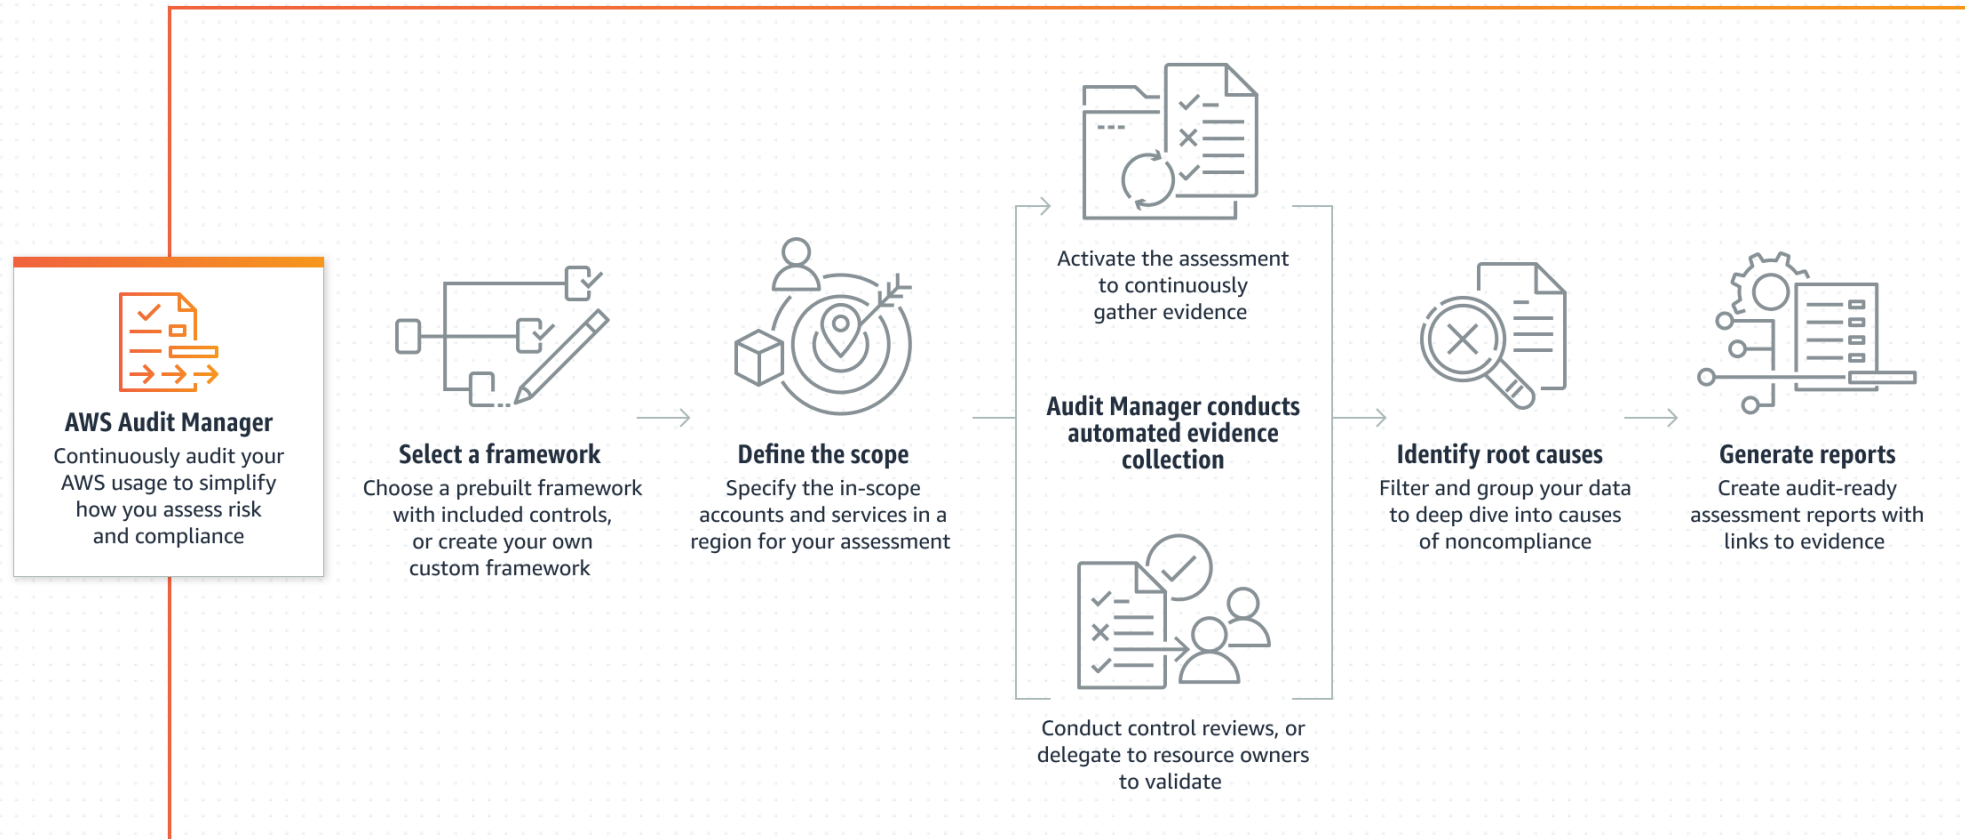 AWS Audit Manager
Continuously audit your
AWS usage to simplify
how you assess risk
and compliance
Select a framework
Choose a prebuilt framework
with included controls,
or create your own
custom framework
Define the scope
Specify the in-scope
accounts and services in a
region for your assessment
Activate the assessment
to continuously
gather evidence
Audit Manager conducts
automated evidence
collection
Conduct control reviews, or
delegate to resource owners
to validate
Identify root causes
Filter and group your data
to deep dive into causes
of noncompliance
Generate reports
Create audit-ready
assessment reports with
links to evidence